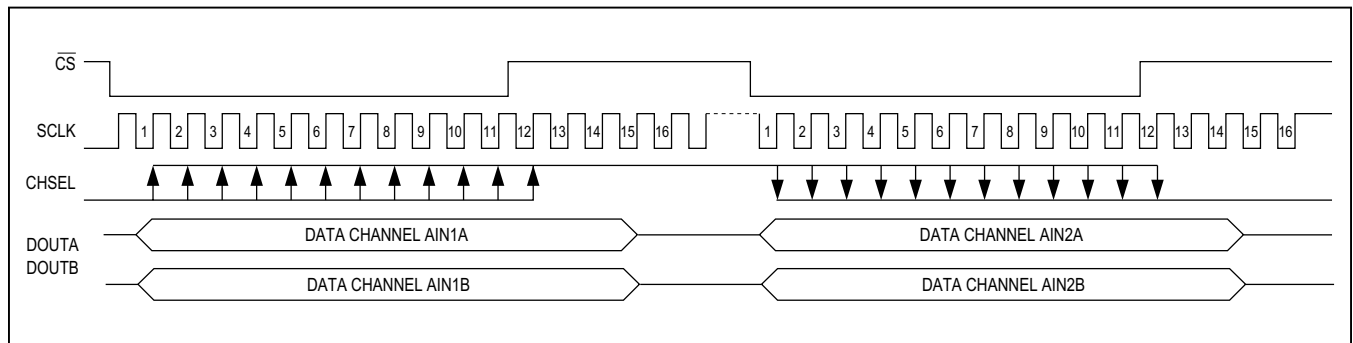 CS
SCLK 1 2 3 4 5 6 7 8 9 10 11 12 13 14 15 16 1 2 3 4 5 6 7 8 9 10 11 12 13 14 15 16
CHSEL
DOUTA
DOUTB
DATA CHANNEL AIN1A DATA CHANNEL AIN2A
DATA CHANNEL AIN1B DATA CHANNEL AIN2B